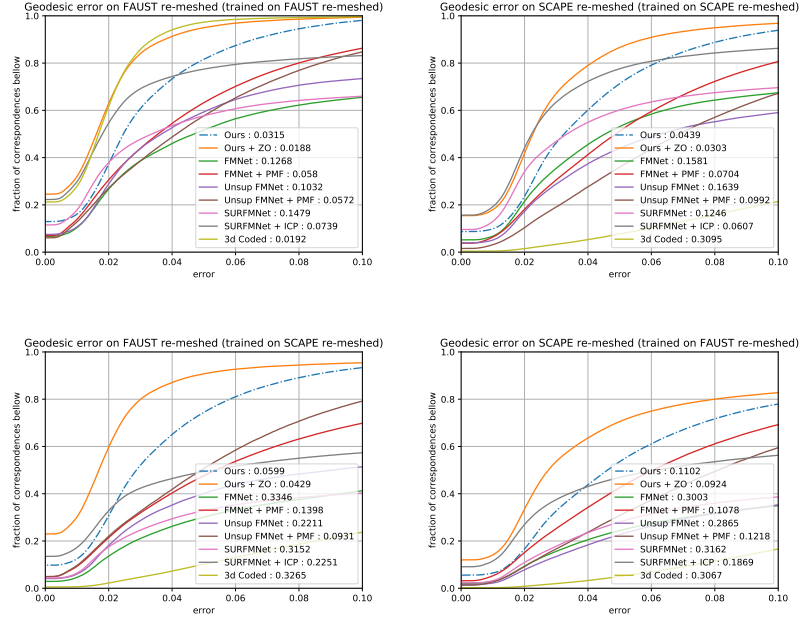 Geodesic error on FAUST re-meshed (trained on FAUST re-meshed)
1.0
0.8
0.6
0.4
0.2
0.0
fraction of correspondences bellow
Ours : 0.0315
Ours + ZO : 0.0188
FMNet : 0.1268
FMNet + PMF : 0.058
Unsup FMNet : 0.1032
Unsup FMNet + PMF : 0.0572
SURFMNet : 0.1479
SURFMNet + ICP : 0.0739
3d Coded : 0.0192
0.00 0.02 0.04 0.06 0.08 0.10
error
Geodesic error on SCAPE re-meshed (trained on SCAPE re-meshed)
1.0
0.8
0.6
0.4
0.2
0.0
fraction of correspondences bellow
Ours : 0.0439
Ours + ZO : 0.0303
FMNet : 0.1581
FMNet + PMF : 0.0704
Unsup FMNet : 0.1639
Unsup FMNet + PMF : 0.0992
SURFMNet : 0.1246
SURFMNet + ICP : 0.0607
3d Coded : 0.3095
0.00 0.02 0.04 0.06 0.08 0.10
error
Geodesic error on FAUST re-meshed (trained on SCAPE re-meshed)
1.0
0.8
0.6
0.4
0.2
0.0
fraction of correspondences bellow
Ours : 0.0599
Ours + ZO : 0.0429
FMNet : 0.3346
FMNet + PMF : 0.1398
Unsup FMNet : 0.2211
Unsup FMNet + PMF : 0.0931
SURFMNet : 0.3152
SURFMNet + ICP : 0.2251
3d Coded : 0.3265
0.00 0.02 0.04 0.06 0.08 0.10
error
Geodesic error on SCAPE re-meshed (trained on FAUST re-meshed)
1.0
0.8
0.6
0.4
0.2
0.0
fraction of correspondences bellow
Ours : 0.1102
Ours + ZO : 0.0924
FMNet : 0.3003
FMNet + PMF : 0.1078
Unsup FMNet : 0.2865
Unsup FMNet + PMF : 0.1218
SURFMNet : 0.3162
SURFMNet + ICP : 0.1869
3d Coded : 0.3067
0.00 0.02 0.04 0.06 0.08 0.10
error